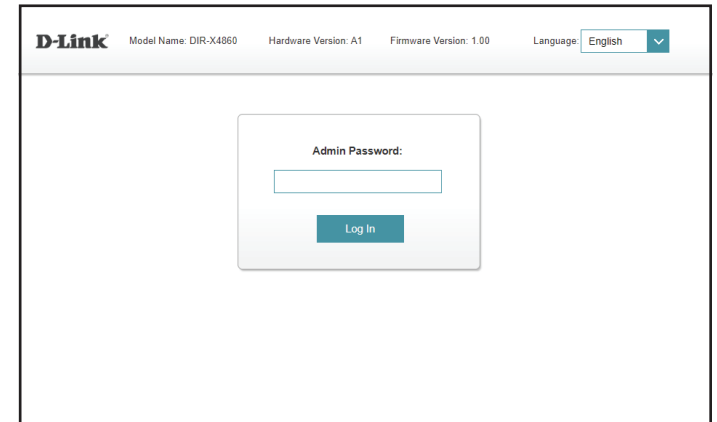 D-Link Model Name: DIR-X4860 Hardware Version: A1 Firmware Version: 1.00 Language: English
Admin Password:
Log In